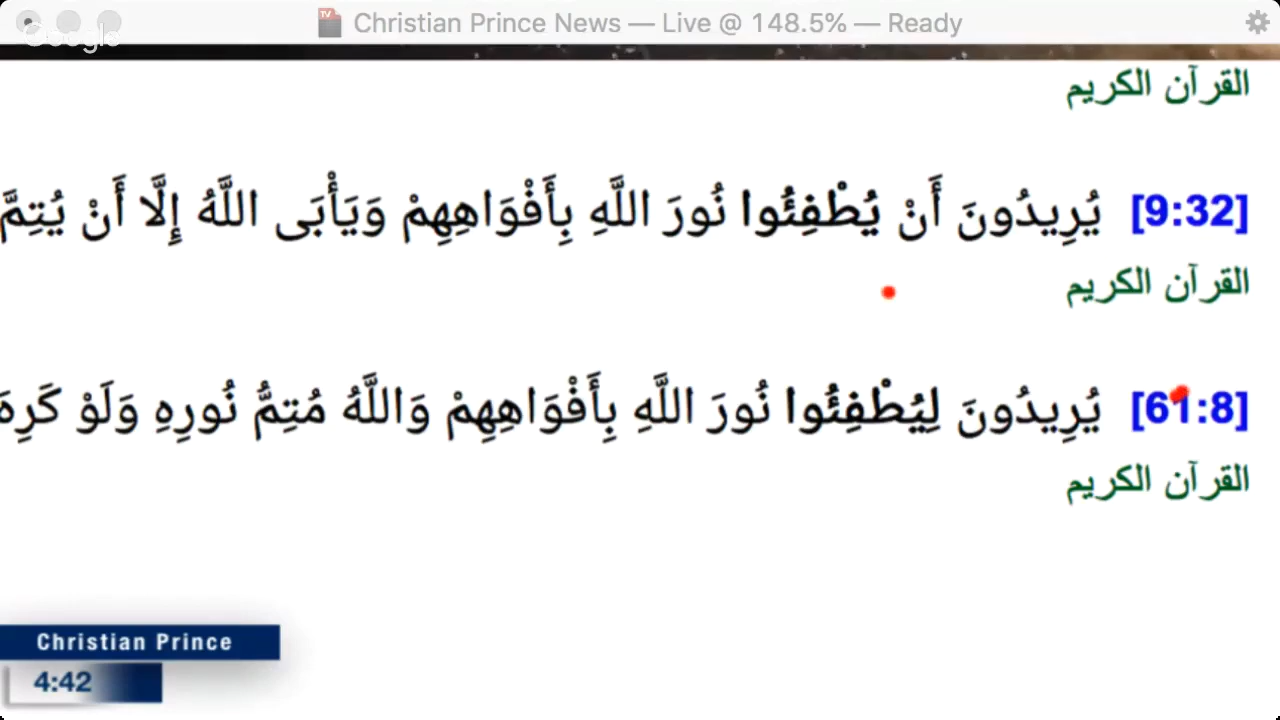 Christian Prince News — Live @ 148.5% — Ready
Google
القرآن الكريم
[9:32] يُرِيدُونَ أَنْ يُطْفِئُوا نُورَ اللَّهِ بِأَفْوَاهِهِمْ وَيَأْبَى اللَّهُ إِلَّا أَنْ يُتِمَّ
القرآن الكريم
[61:8] يُرِيدُونَ لِيُطْفِئُوا نُورَ اللَّهِ بِأَفْوَاهِهِمْ وَاللَّهُ مُتِمُّ نُورِهِ وَلَوْ كَرِهَ
القرآن الكريم
Christian Prince
4:42